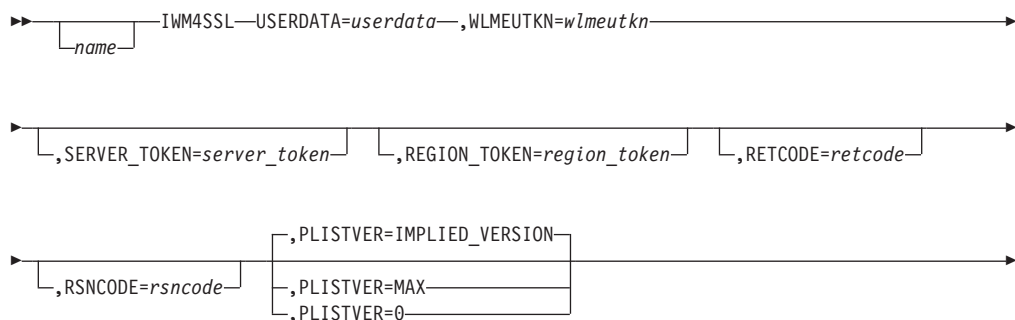 IWM4SSL USERDATA=userdata ,WLMEUTKN=wlmeutkn
name
,SERVER_TOKEN=server_token ,REGION_TOKEN=region_token ,RETCODE=retcode
,PLISTVER=IMPLIED_VERSION
,RSNCODE=rsncode ,PLISTVER=MAX
,PLISTVER=0